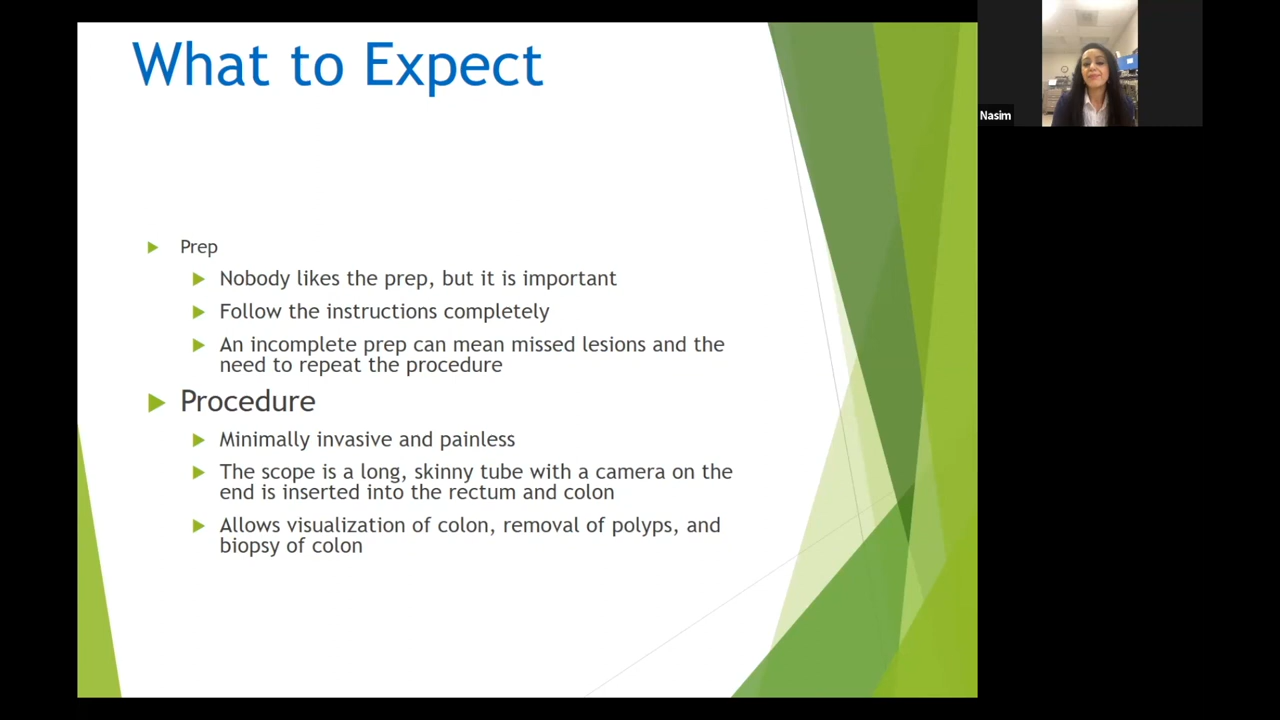 What to Expect
Nasim
Prep
Nobody likes the prep, but it is important
Follow the instructions completely
An incomplete prep can mean missed lesions and the
need to repeat the procedure
Procedure
Minimally invasive and painless
The scope is a long, skinny tube with a camera on the
end is inserted into the rectum and colon
Allows visualization of colon, removal of polyps, and
biopsy of colon